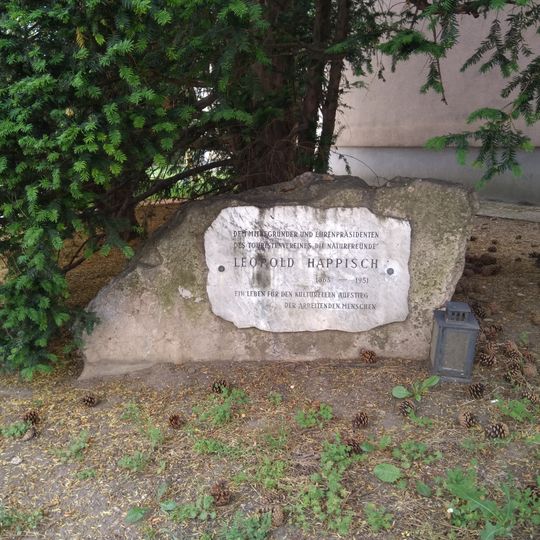 DEM MITBEGRÜNDER UND EHRENPRÄSIDENTEN
DES TOURISTENVEREINES „DIE NATURFREUNDE“
LEOPOLD HAPPISCH
1863 — 1951
EIN LEBEN FÜR DEN KULTURELLEN AUFSTIEG
DER ARBEITENDEN MENSCHEN